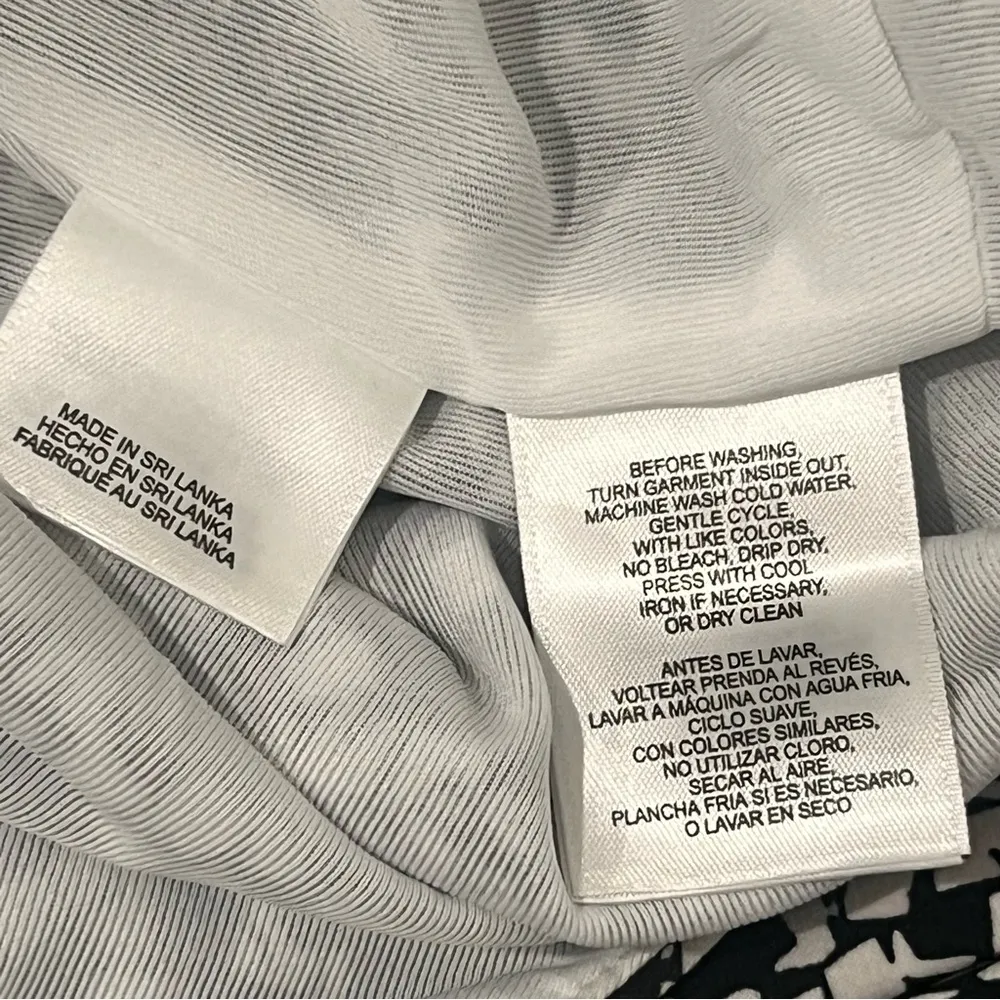 MADE IN SRI LANKA
HECHO EN SRI LANKA
FABRIQUÉ AU SRI LANKA
BEFORE WASHING,
TURN GARMENT INSIDE OUT,
MACHINE WASH COLD WATER,
GENTLE CYCLE,
WITH LIKE COLORS,
NO BLEACH, DRIP DRY,
PRESS WITH COOL
IRON IF NECESSARY,
OR DRY CLEAN
ANTES DE LAVAR,
VOLTEAR PRENDA AL REVÉS,
LAVAR A MÁQUINA CON AGUA FRIA,
CICLO SUAVE,
CON COLORES SIMILARES,
NO UTILIZAR CLORO,
SECAR AL AIRE,
PLANCHA FRIA SI ES NECESARIO,
O LAVAR EN SECO